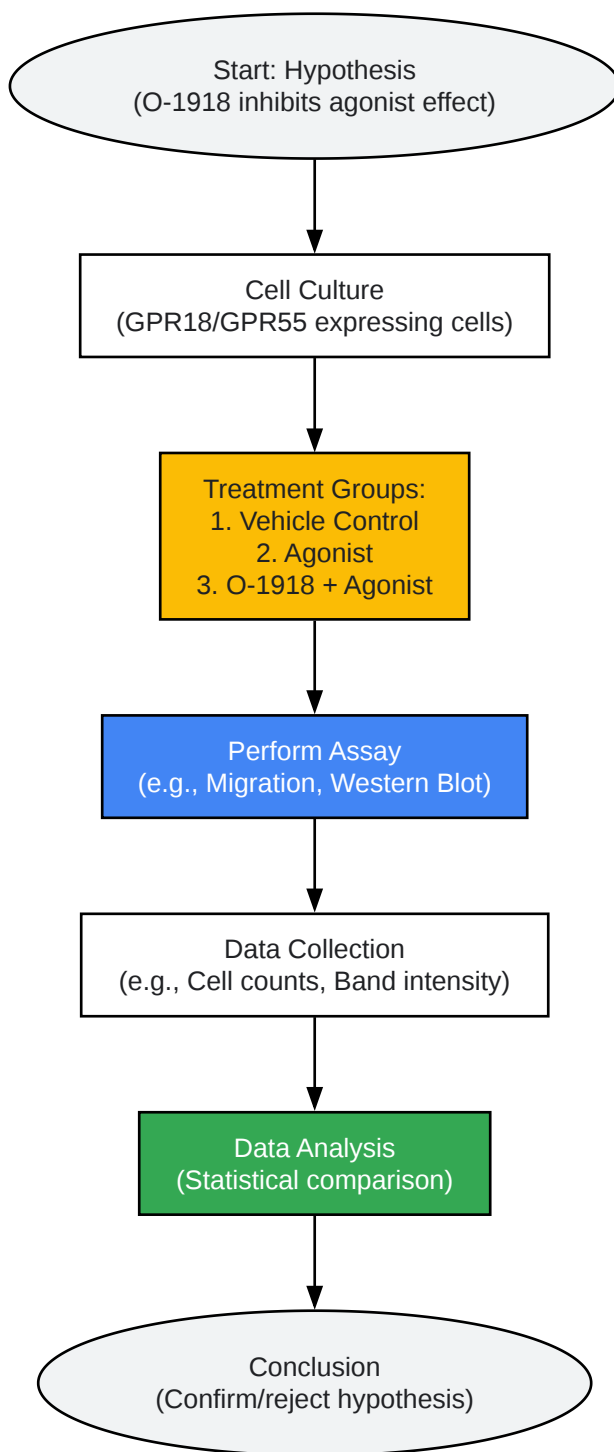 Start: Hypothesis
(O-1918 inhibits agonist effect)
Cell Culture
(GPR18/GPR55 expressing cells)
Treatment Groups:
1. Vehicle Control
2. Agonist
3. O-1918 + Agonist
Perform Assay
(e.g., Migration, Western Blot)
Data Collection
(e.g., Cell counts, Band intensity)
Data Analysis
(Statistical comparison)
Conclusion
(Confirm/reject hypothesis)